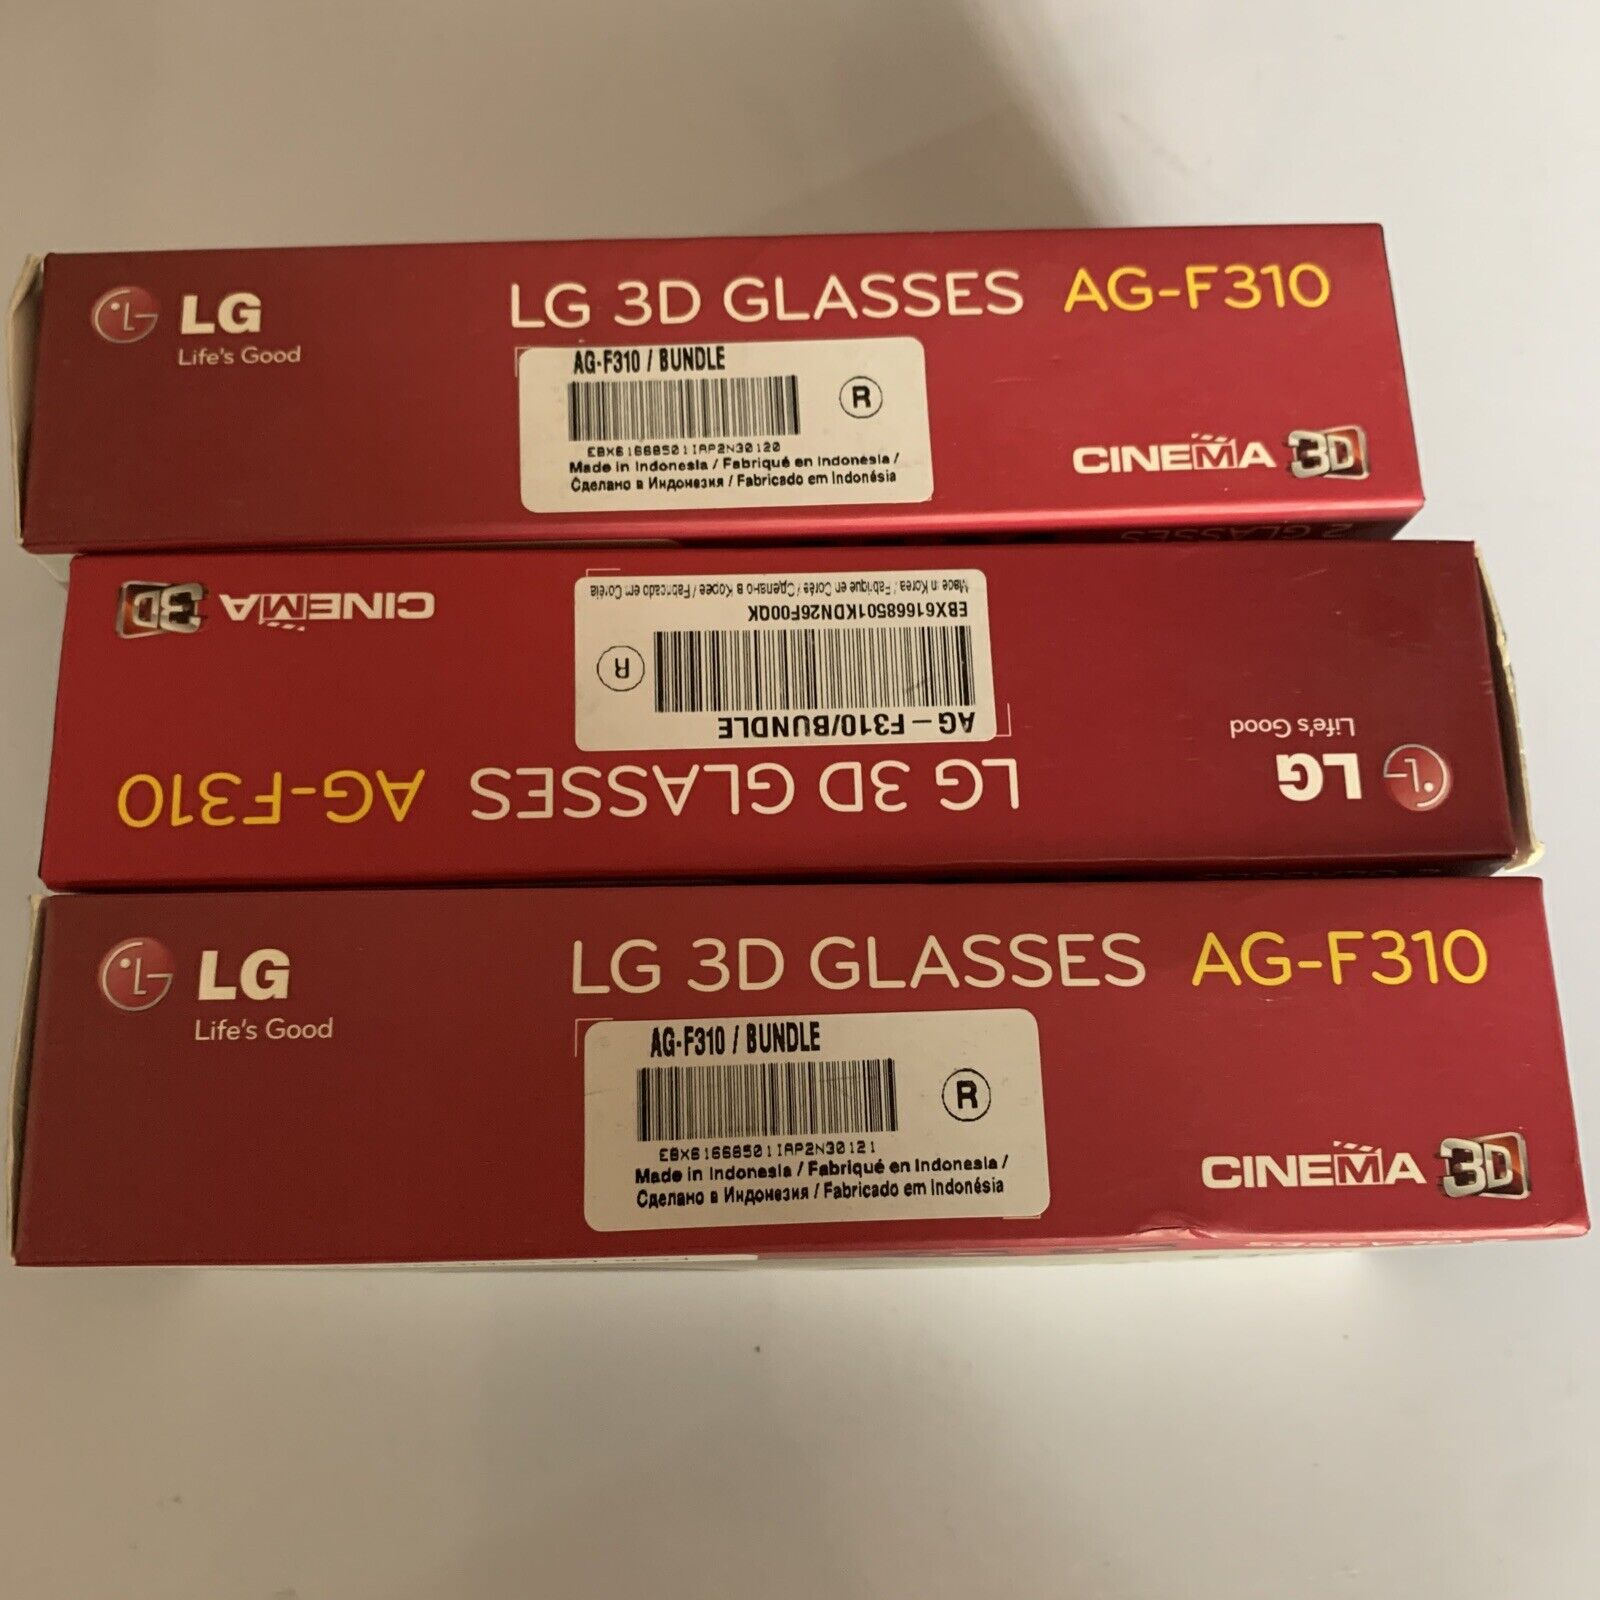 LG
Life's Good
LG 3D GLASSES AG-F310
AG-F310 / BUNDLE
R
EBX61668501IAP2N30120
Made in Indonesia / Fabriqué en Indonesia /
Сделано в Индонезия / Fabricado em Indonésia
CINEMA 3D
2 GLASSES
LG
Life's Good
LG 3D GLASSES AG-F310
AG-F310/BUNDLE
R
EBX61668501KDN26F00QK
Made in Korea / Fabriqué en Corée / Сделано в Корее / Fabricado em Coréia
CINEMA 3D
LG
Life's Good
LG 3D GLASSES AG-F310
AG-F310 / BUNDLE
R
EBX61668501IAP2N30121
Made in Indonesia / Fabriqué en Indonesia /
Сделано в Индонезия / Fabricado em Indonésia
CINEMA 3D